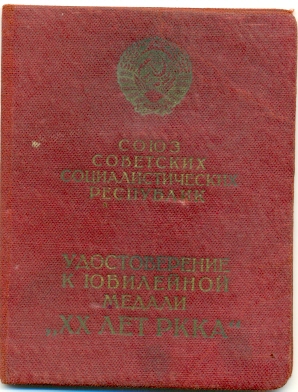 СОЮЗ
СОВЕТСКИХ
СОЦИАЛИСТИЧЕСКИХ
РЕСПУБЛИК
УДОСТОВЕРЕНИЕ
К ЮБИЛЕЙНОЙ
МЕДАЛИ
„XX ЛЕТ РККА“